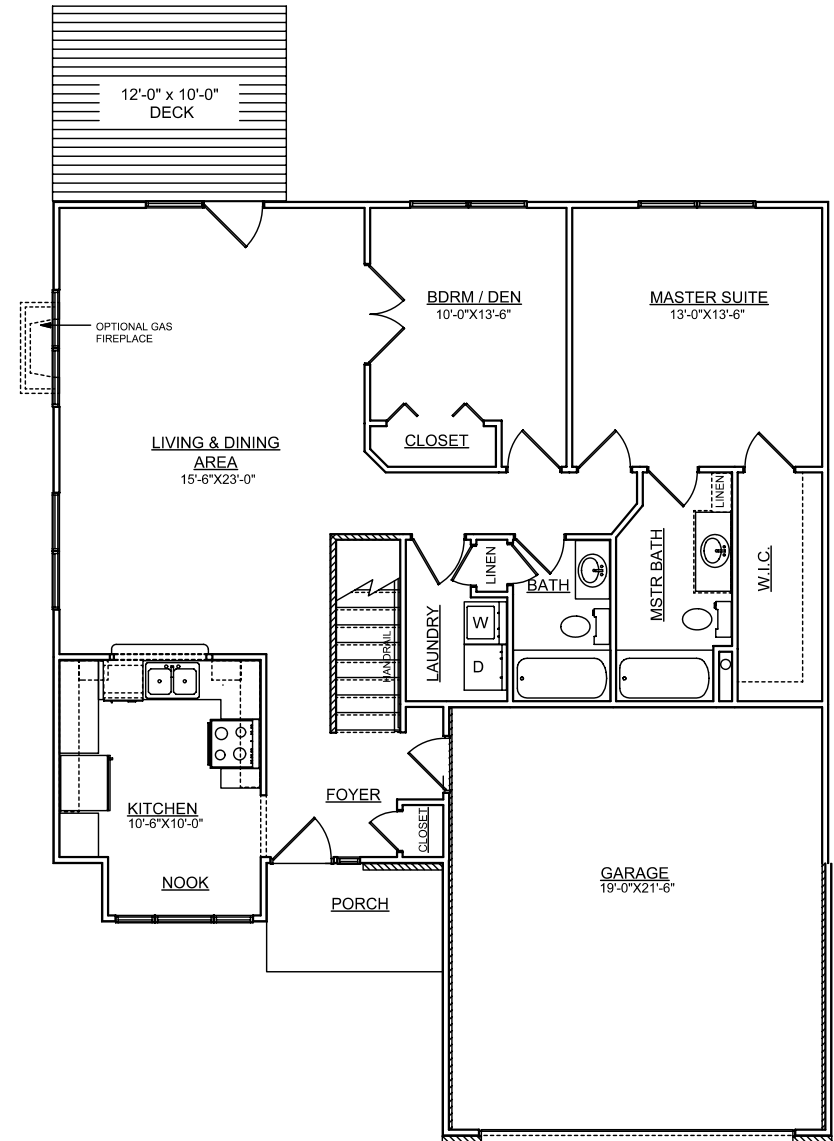 12'-0" x 10'-0"
DECK
BDRM / DEN
10'-0"X13'-6"
MASTER SUITE
13'-0"X13'-6"
OPTIONAL GAS
FIREPLACE
LIVING & DINING
AREA
15'-6"X23'-0"
CLOSET
LINEN
MSTR BATH
W.I.C.
LINEN
BATH
LAUNDRY
W
D
HANDRAIL
KITCHEN
10'-6"X10'-0"
NOOK
FOYER
CLOSET
PORCH
GARAGE
19'-0"X21'-6"